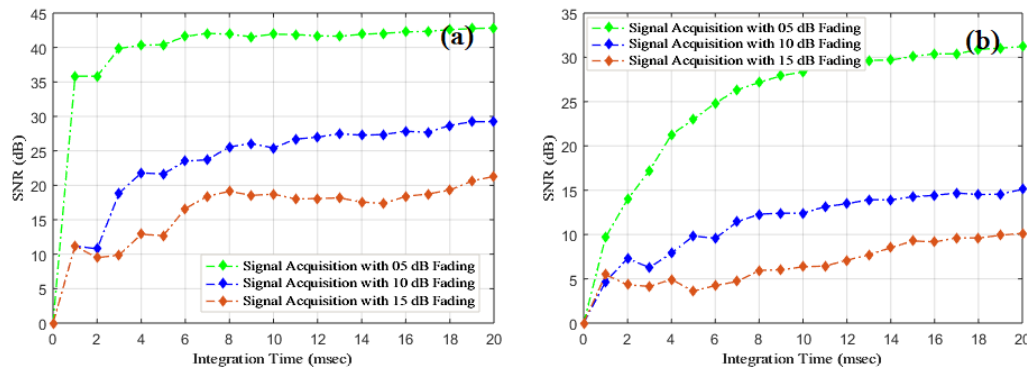 (a)
45
40
35
30
25
20
15
10
5
0
SNR (dB)
Signal Acquisition with 05 dB Fading
Signal Acquisition with 10 dB Fading
Signal Acquisition with 15 dB Fading
0 2 4 6 8 10 12 14 16 18 20
Integration Time (msec)
(b)
35
30
25
20
15
10
5
0
SNR (dB)
Signal Acquisition with 05 dB Fading
Signal Acquisition with 10 dB Fading
Signal Acquisition with 15 dB Fading
0 2 4 6 8 10 12 14 16 18 20
Integration Time (msec)